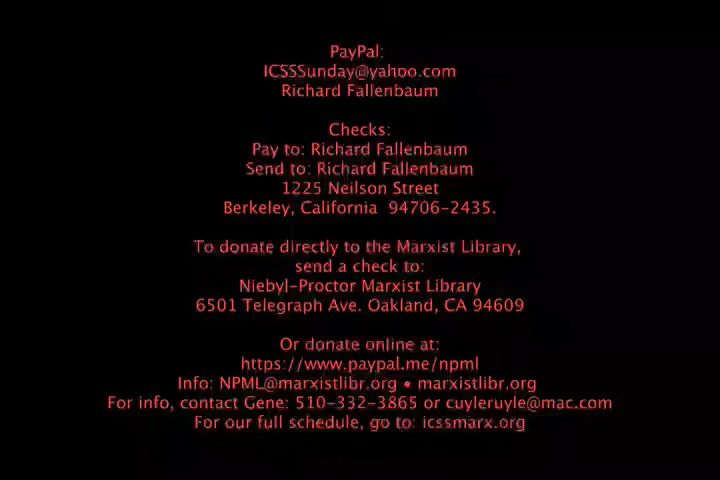 PayPal:
ICSSSunday@yahoo.com
Richard Fallenbaum
Checks:
Pay to: Richard Fallenbaum
Send to: Richard Fallenbaum
1225 Neilson Street
Berkeley, California 94706-2435.
To donate directly to the Marxist Library,
send a check to:
Niebyl-Proctor Marxist Library
6501 Telegraph Ave. Oakland, CA 94609
Or donate online at:
https://www.paypal.me/npml
Info: NPML@marxistlibr.org • marxistlibr.org
For info, contact Gene: 510-332-3865 or cuyleruyle@mac.com
For our full schedule, go to: icssmarx.org